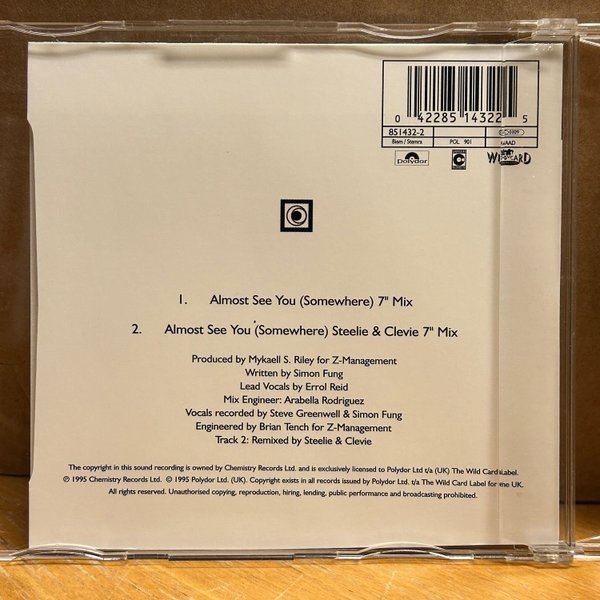 0 42285 14322 5
851432-2
Biem / Stemra POL 901 MAAD
Polydor WILD CARD
1. Almost See You (Somewhere) 7" Mix
2. Almost See You (Somewhere) Steelie & Clevie 7" Mix
Produced by Mykaell S. Riley for Z-Management
Written by Simon Fung
Lead Vocals by Errol Reid
Mix Engineer: Arabella Rodriguez
Vocals recorded by Steve Greenwell & Simon Fung
Engineered by Brian Tench for Z-Management
Track 2: Remixed by Steelie & Clevie
The copyright in this sound recording is owned by Chemistry Records Ltd. and is exclusively licensed to Polydor Ltd t/a (UK) The Wild Card Label.
℗ 1995 Chemistry Records Ltd. © 1995 Polydor Ltd. (UK). Copyright exists in all records issued by Polydor Ltd. t/a The Wild Card Label for the UK.
All rights reserved. Unauthorised copying, reproduction, hiring, lending, public performance and broadcasting prohibited.